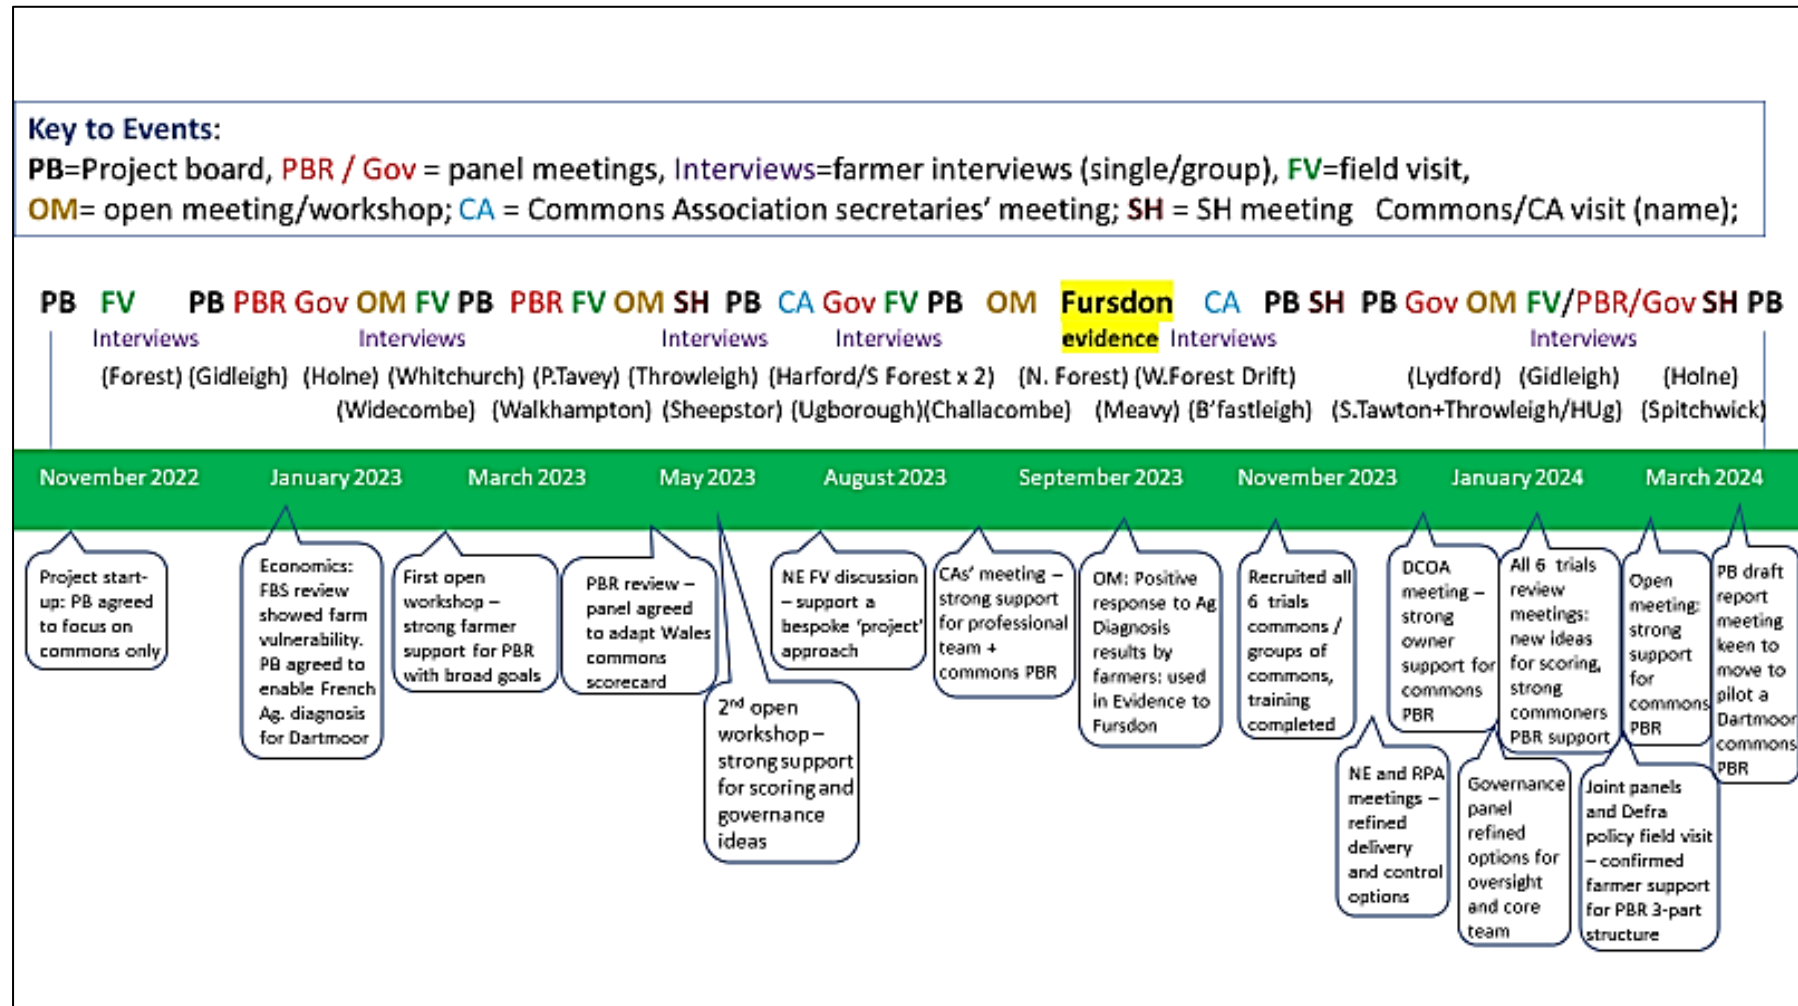 Key to Events:
PB=Project board, PBR / Gov = panel meetings, Interviews=farmer interviews (single/group), FV=field visit,
OM= open meeting/workshop; CA = Commons Association secretaries' meeting; SH = SH meeting Commons/CA visit (name);
PB FV PB PBR Gov OM FV PB PBR FV OM SH PB CA Gov FV PB OM Fursdon CA PB SH PB Gov OM FV/PBR/Gov SH PB
Interviews Interviews Interviews Interviews evidence Interviews Interviews
(Forest) (Gidleigh) (Holne) (Whitchurch) (P.Tavey) (Throwleigh) (Harford/S Forest x 2) (N. Forest) (W.Forest Drift) (Lydford) (Gidleigh) (Holne)
(Widecombe) (Walkhampton) (Sheepstor) (Ugborough)(Challacombe) (Meavy) (B'fastleigh) (S.Tawton+Throwleigh/HUg) (Spitchwick)
November 2022 January 2023 March 2023 May 2023 August 2023 September 2023 November 2023 January 2024 March 2024
Project start-
up: PB agreed
to focus on
commons only
Economics:
FBS review
showed farm
vulnerability.
PB agreed to
enable French
Ag. diagnosis
for Dartmoor
First open
workshop –
strong farmer
support for PBR
with broad goals
PBR review –
panel agreed
to adapt Wales
commons
scorecard
2nd open
workshop –
strong support
for scoring and
governance
ideas
NE FV discussion
– support a
bespoke 'project'
approach
CAs' meeting –
strong support
for professional
team +
commons PBR
OM: Positive
response to Ag
Diagnosis
results by
farmers: used
in Evidence to
Fursdon
Recruited all
6 trials
commons /
groups of
commons,
training
completed
NE and RPA
meetings –
refined
delivery
and control
options
DCOA
meeting –
strong
owner
support for
commons
PBR
Governance
panel
refined
options for
oversight
and core
team
All 6 trials
review
meetings:
new ideas
for scoring,
strong
commoners
PBR support
Joint panels
and Defra
policy field visit
– confirmed
farmer support
for PBR 3-part
structure
Open
meeting:
strong
support
for
commons
PBR
PB draft
report
meeting
keen to
move to
pilot a
Dartmoor
commons
PBR